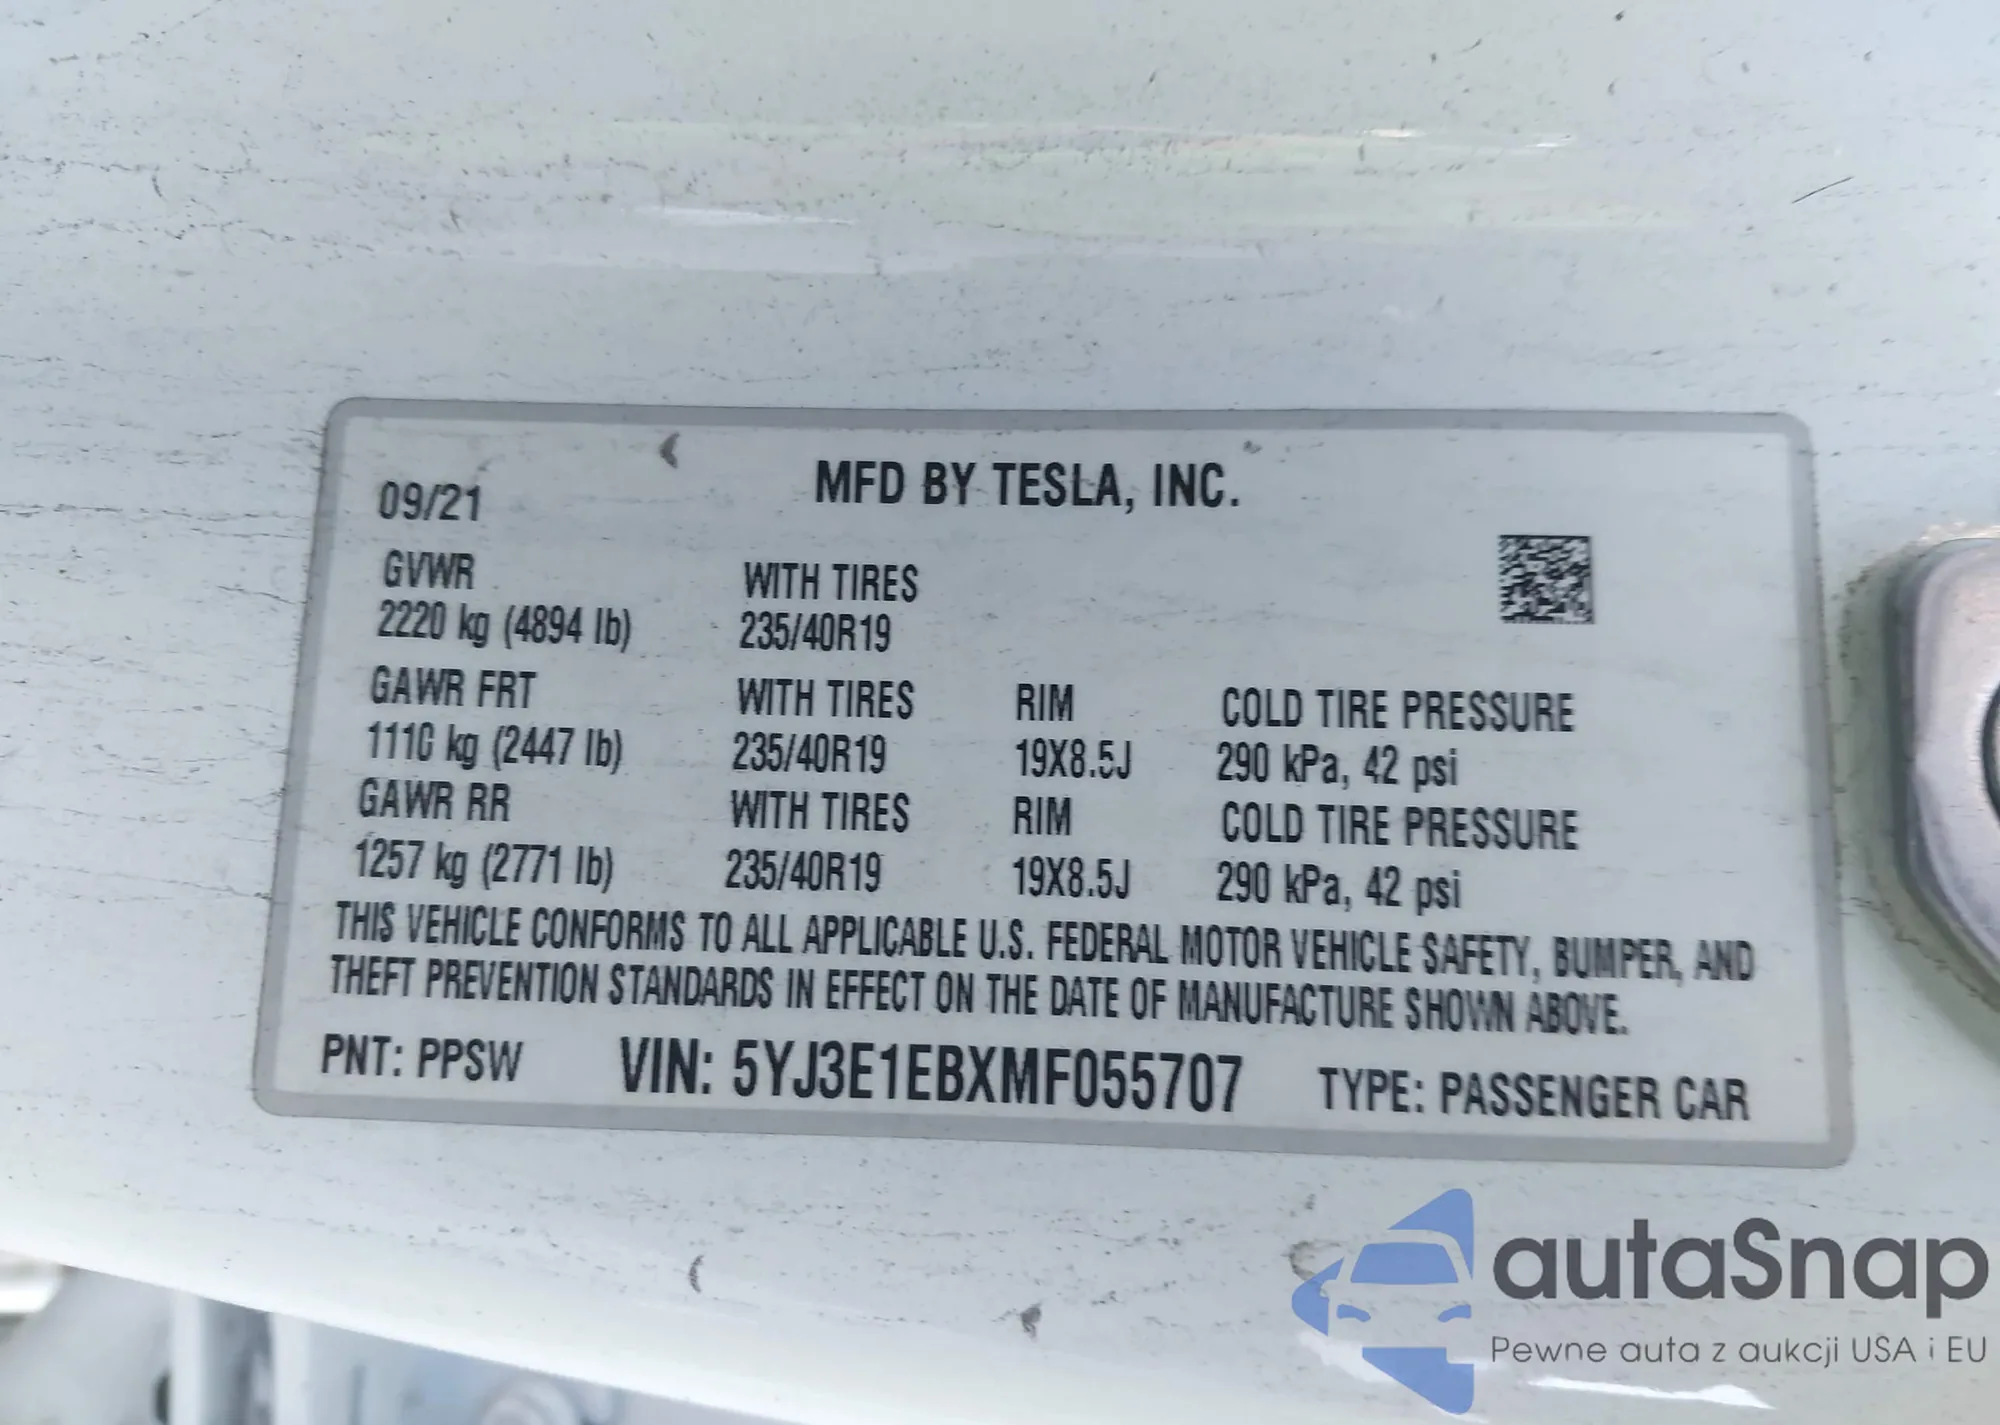 MFD BY TESLA, INC.
09/21
GVWR WITH TIRES
2220 kg (4894 lb) 235/40R19
GAWR FRT WITH TIRES RIM COLD TIRE PRESSURE
1110 kg (2447 lb) 235/40R19 19X8.5J 290 kPa, 42 psi
GAWR RR WITH TIRES RIM COLD TIRE PRESSURE
1257 kg (2771 lb) 235/40R19 19X8.5J 290 kPa, 42 psi
THIS VEHICLE CONFORMS TO ALL APPLICABLE U.S. FEDERAL MOTOR VEHICLE SAFETY, BUMPER, AND
THEFT PREVENTION STANDARDS IN EFFECT ON THE DATE OF MANUFACTURE SHOWN ABOVE.
PNT: PPSW VIN: 5YJ3E1EBXMF055707 TYPE: PASSENGER CAR
autaSnap
Pewne auta z aukcji USA i EU